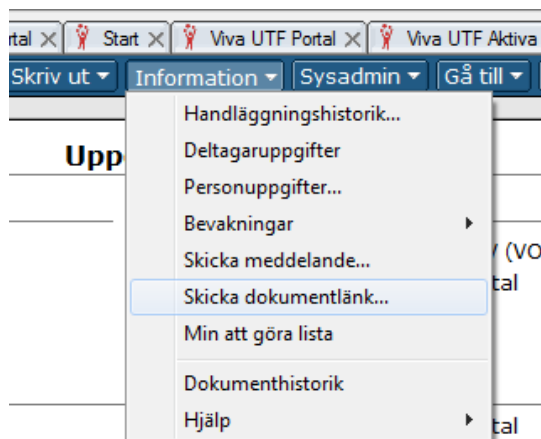 rtal Start Viva UTF Portal Viva UTF Aktiva
Skriv ut Information Sysadmin Gå till
Handläggningshistorik...
Upp Deltagaruppgifter
Personuppgifter...
Bevakningar
(VO
Skicka meddelande...
tal
Skicka dokumentlänk...
Min att göra lista
Dokumenthistorik
Hjälp tal